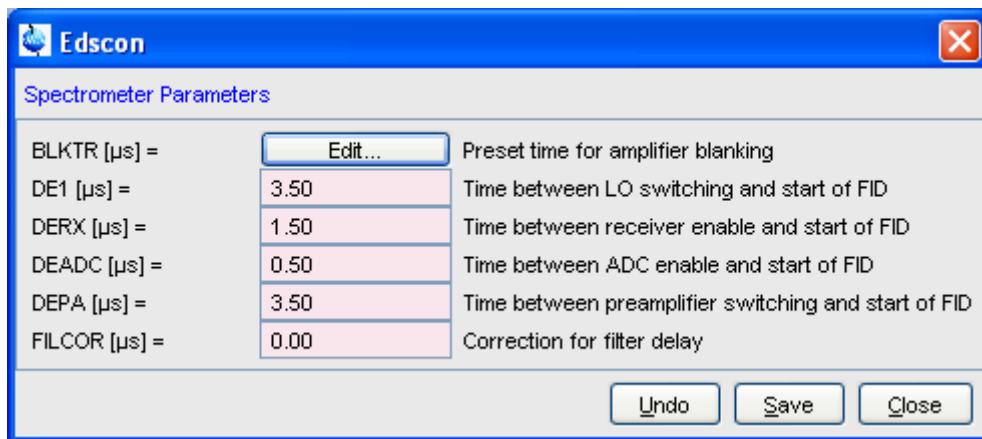 Edscon
Spectrometer Parameters
BLKTR [µs] = Edit... Preset time for amplifier blanking
DE1 [µs] = 3.50 Time between LO switching and start of FID
DERX [µs] = 1.50 Time between receiver enable and start of FID
DEADC [µs] = 0.50 Time between ADC enable and start of FID
DEPA [µs] = 3.50 Time between preamplifier switching and start of FID
FILCOR [µs] = 0.00 Correction for filter delay
Undo Save Close